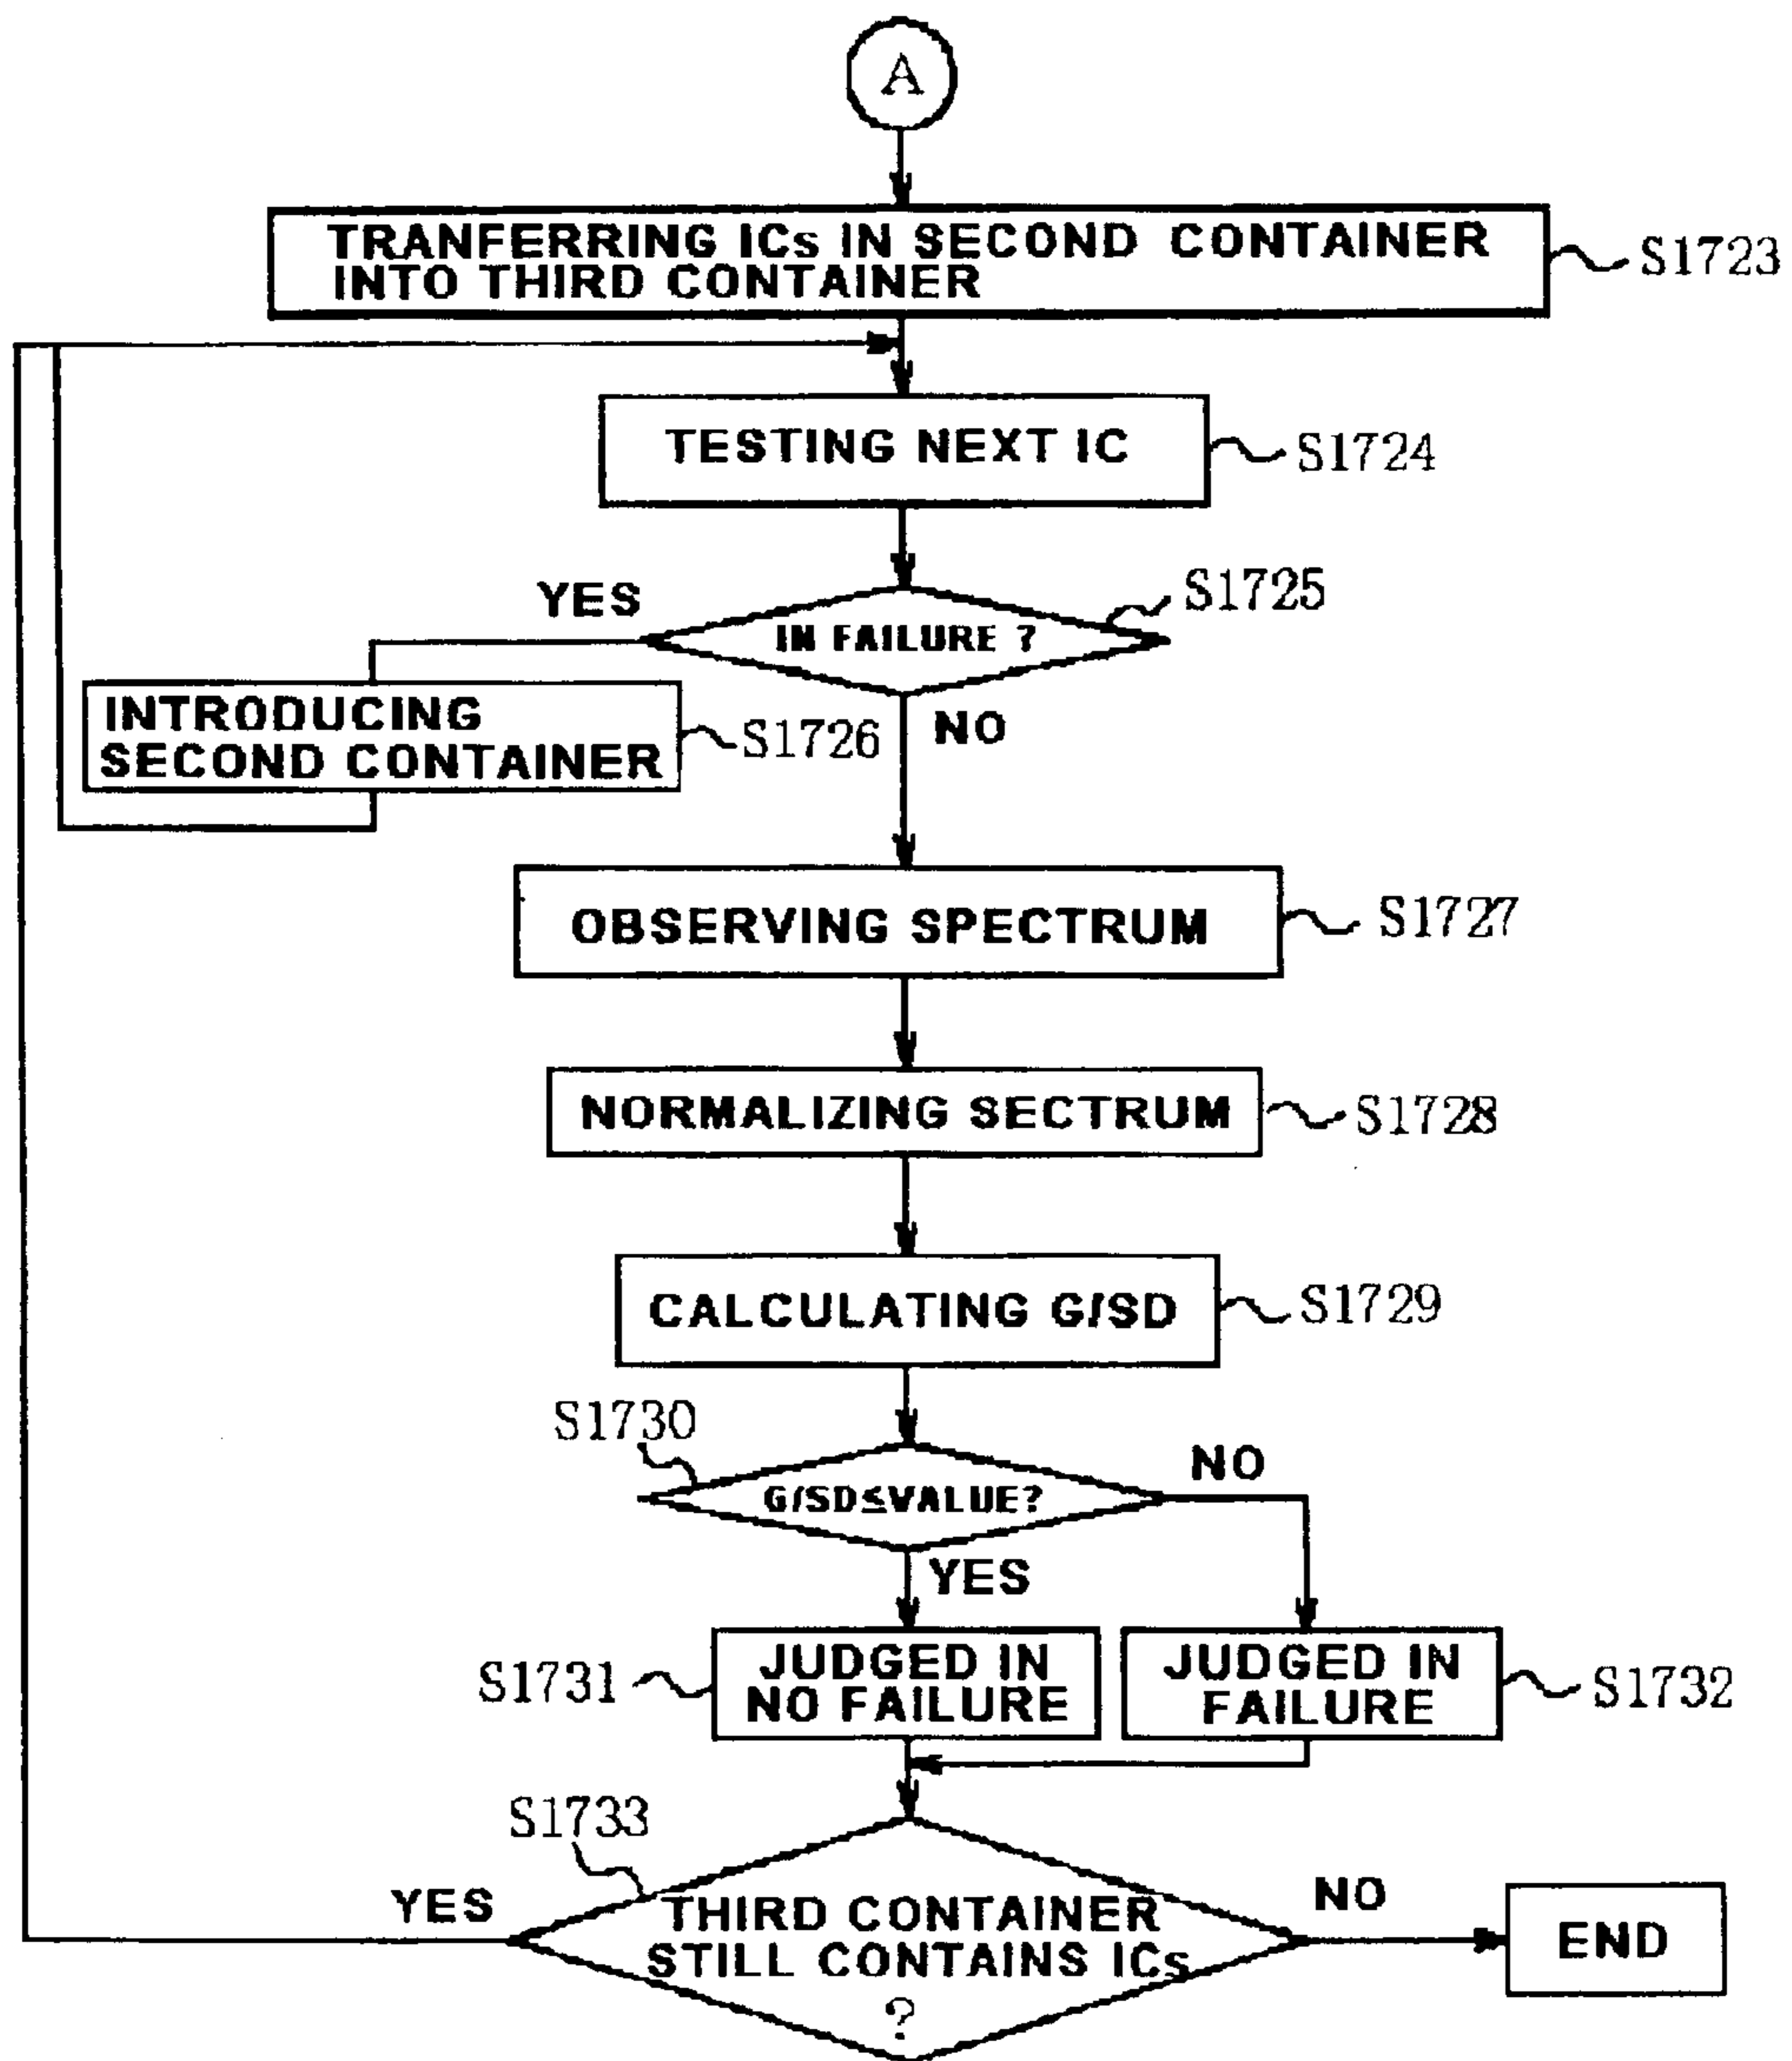 A
TRANFERRING ICs IN SECOND CONTAINER
INTO THIRD CONTAINER
S1723
TESTING NEXT IC
S1724
S1725
YES
IN FAILURE ?
INTRODUCING
SECOND CONTAINER
S1726
NO
OBSERVING SPECTRUM
S1727
NORMALIZING SECTRUM
S1728
CALCULATING G/SD
S1729
S1730
NO
G/SD≤VALUE?
YES
S1731
JUDGED IN
NO FAILURE
JUDGED IN
FAILURE
S1732
S1733
YES
THIRD CONTAINER
STILL CONTAINS ICs
?
NO
END